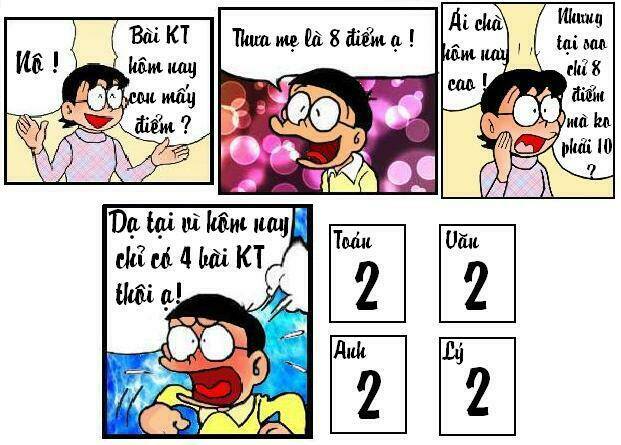 Nô !
Bài KT
hôm nay
con mấy
điểm ?
Thưa mẹ là 8 điểm ạ !
Ái chà
hôm nay
cao !
Nhưng
tại sao
chỉ 8
điểm
mà ko
phải 10
?
Dạ tại vì hôm nay
chỉ có 4 bài KT
thôi ạ!
Toán
2
Văn
2
Anh
2
Lý
2